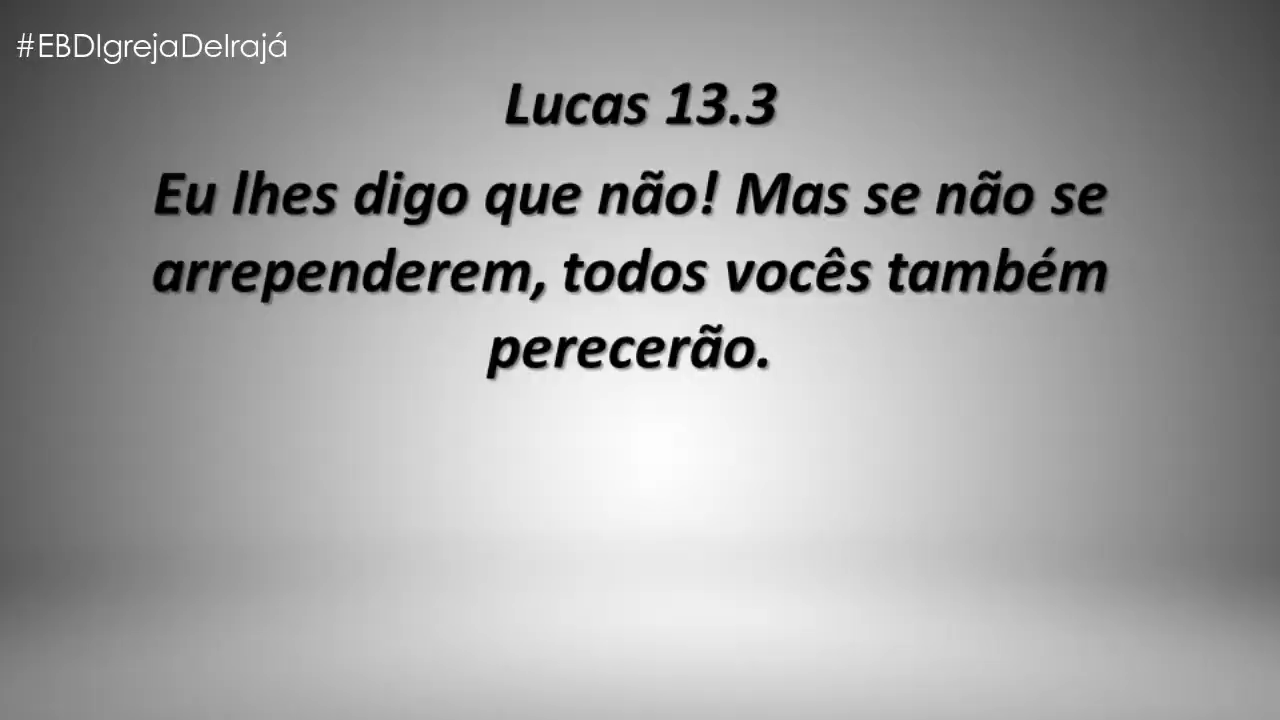 #EBDIgrejaDeIrajá
Lucas 13.3
Eu lhes digo que não! Mas se não se
arrependerem, todos vocês também
perecerão.